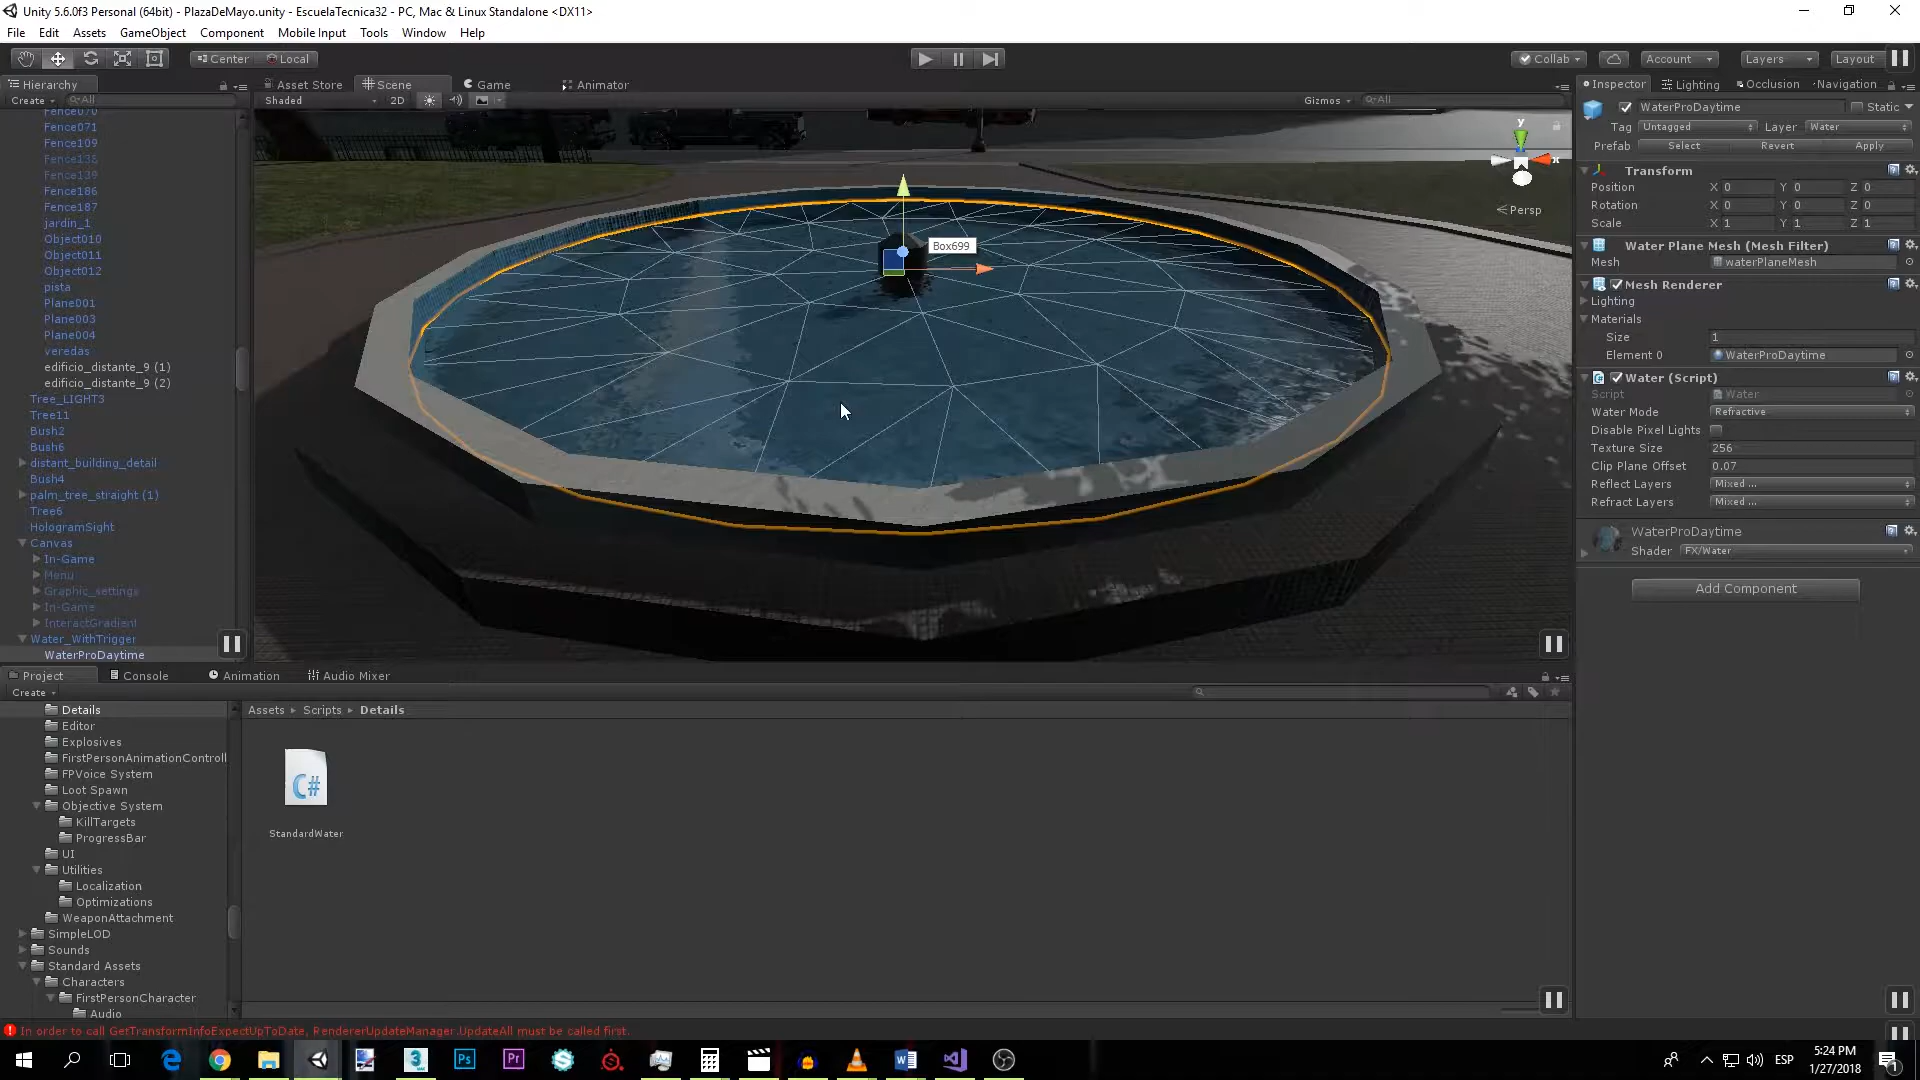 Unity 5.6.0f3 Personal (64bit) - PlazaDeMayo.unity - EscuelaTecnica32 - PC, Mac & Linux Standalone <DX11>
File Edit Assets GameObject Component Mobile Input Tools Window Help
Center Local Collab Account Layers Layout
Hierarchy
Create All
Fence070
Fence071
Fence109
Fence138
Fence139
Fence186
Fence187
jardin_1
Object010
Object011
Object012
pista
Plane001
Plane003
Plane004
veredas
edificio_distante_9 (1)
edificio_distante_9 (2)
Tree_LIGHT3
Tree11
Bush2
Bush6
distant_building_detail
Bush4
palm_tree_straight (1)
Tree6
HologramSight
Canvas
In-Game
Menu
Graphic_settings
In-Game
InteractGradient
Water_WithTrigger
WaterProDaytime
Asset Store Scene Game Animator
Shaded 2D Gizmos All
y
x
Persp
Box699
Inspector Lighting Occlusion Navigation
WaterProDaytime Static
Tag Untagged Layer Water
Prefab Select Revert Apply
Transform
Position X 0 Y 0 Z 0
Rotation X 0 Y 0 Z 0
Scale X 1 Y 1 Z 1
Water Plane Mesh (Mesh Filter)
Mesh waterPlaneMesh
Mesh Renderer
Lighting
Materials
Size 1
Element 0 WaterProDaytime
Water (Script)
Script Water
Water Mode Refractive
Disable Pixel Lights
Texture Size 256
Clip Plane Offset 0.07
Reflect Layers Mixed ...
Refract Layers Mixed ...
WaterProDaytime
Shader FX/Water
Add Component
Project Console Animation Audio Mixer
Create
Details
Editor
Explosives
FirstPersonAnimationControll
FPVoice System
Loot Spawn
Objective System
KillTargets
ProgressBar
UI
Utilities
Localization
Optimizations
WeaponAttachment
SimpleLOD
Sounds
Standard Assets
Characters
FirstPersonCharacter
Audio
Assets Scripts Details
C#
StandardWater
In order to call GetTransformInfoExpectUpToDate, RendererUpdateManager.UpdateAll must be called first.
3 Ps Pr ESP
5:24 PM
1/27/2018
1